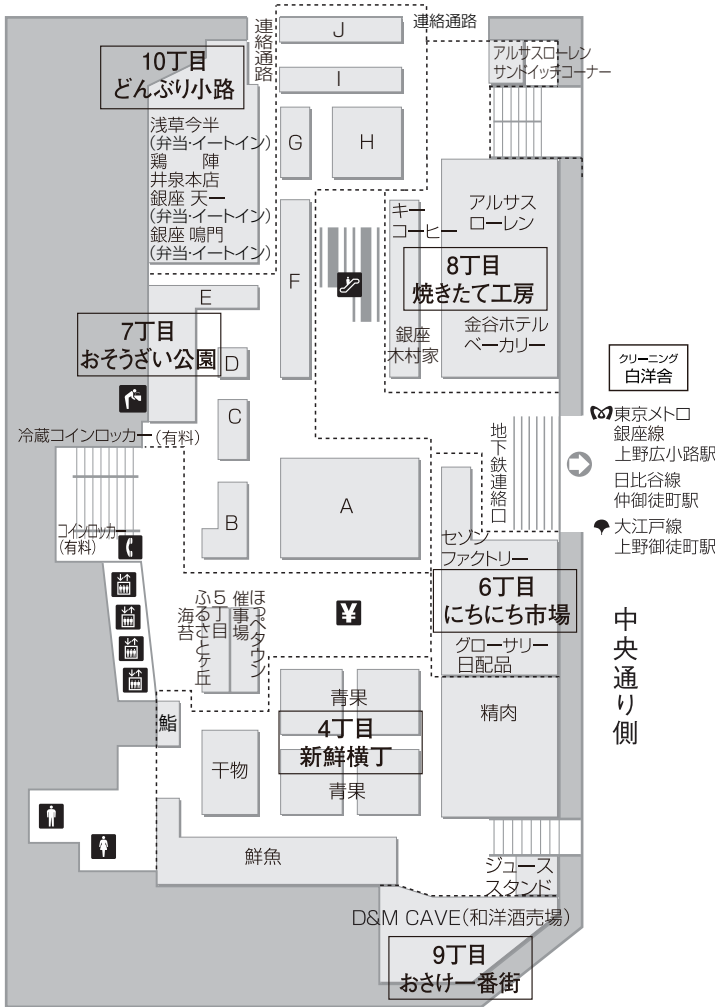 J
連絡通路
連絡通路
アルサスローレン
サンドイッチコーナー
10丁目
どんぶり小路
I
浅草今半
(弁当・イートイン)
鶏　陣
井泉本店
銀座 天一
(弁当・イートイン)
銀座 鳴門
(弁当・イートイン)
G
H
キー
コーヒー
アルサス
ローレン
8丁目
焼きたて工房
F
E
銀座
木村家
金谷ホテル
ベーカリー
7丁目
おそうざい公園
D
クリーニング
白洋舎
C
冷蔵コインロッカー(有料)
地下鉄連絡口
東京メトロ
銀座線
上野広小路駅
日比谷線
仲御徒町駅
大江戸線
上野御徒町駅
A
B
コインロッカー
(有料)
セゾン
ファクトリー
6丁目
にちにち市場
グローサリー
日配品
ほっぺタウン
催事場
5丁目
ふるさとヶ丘
海苔
¥
中央通り側
鮨
青果
4丁目
新鮮横丁
青果
精肉
干物
鮮魚
ジュース
スタンド
D&M CAVE(和洋酒売場)
9丁目
おさけ一番街